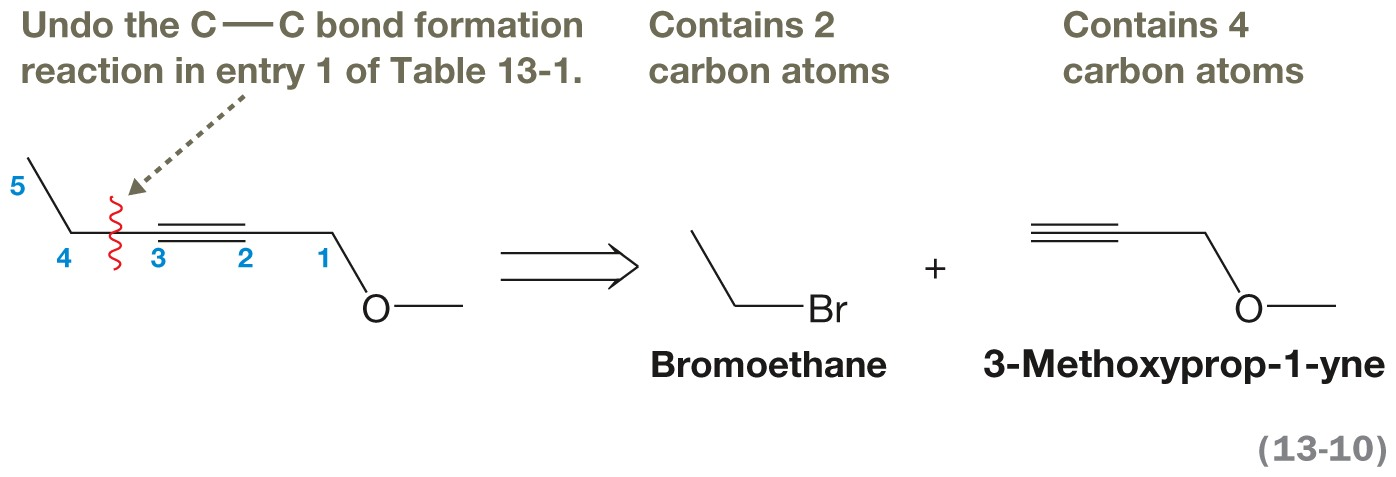 Undo the C—C bond formation
reaction in entry 1 of Table 13-1.
Contains 2
carbon atoms
Contains 4
carbon atoms
5
4
3
2
1
O
Br
+
O
Bromoethane
3-Methoxyprop-1-yne
(13-10)